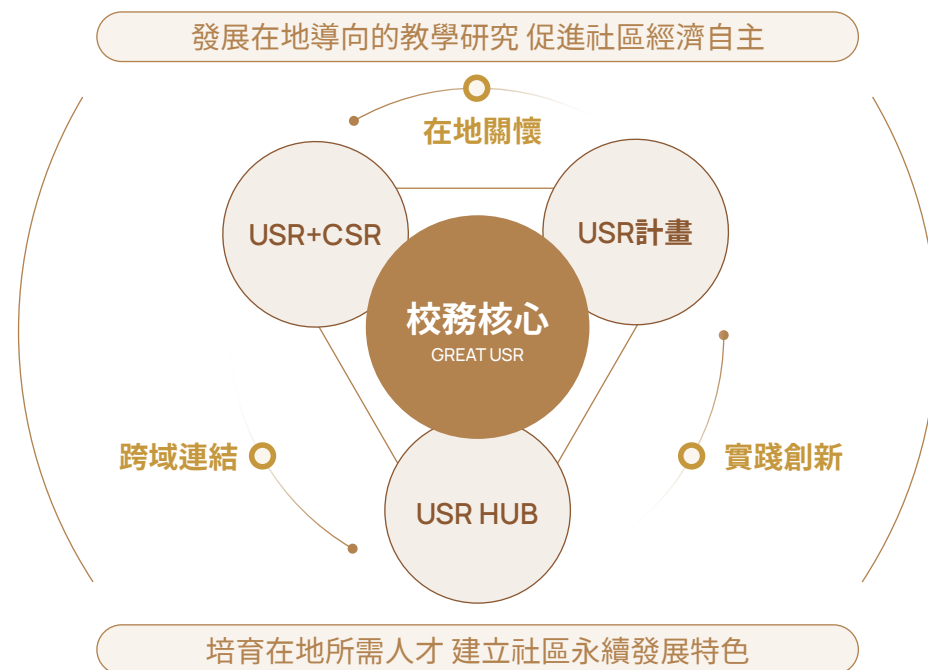 發展在地導向的教學研究 促進社區經濟自主
在地關懷
USR+CSR
USR計畫
校務核心
GREAT USR
跨域連結
實踐創新
USR HUB
培育在地所需人才 建立社區永續發展特色